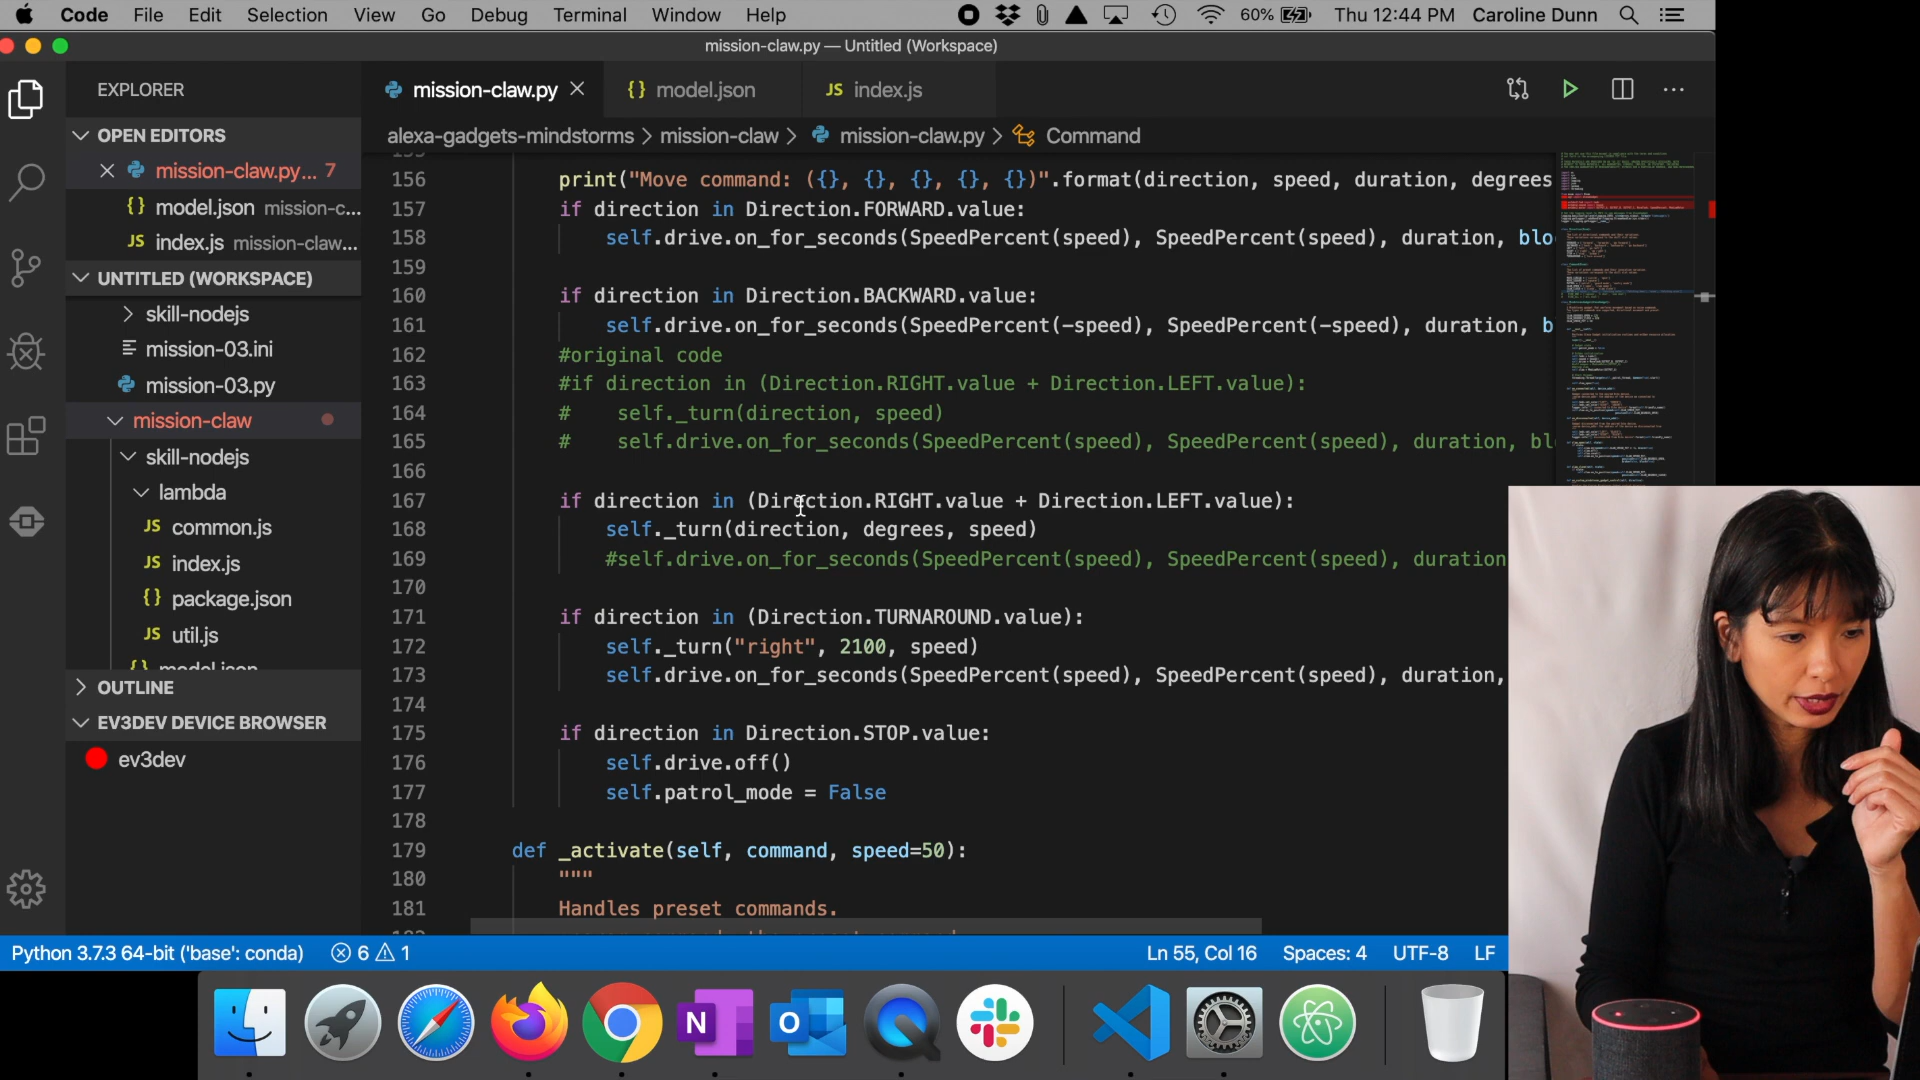 Code File Edit Selection View Go Debug Terminal Window Help 60% Thu 12:44 PM Caroline Dunn
mission-claw.py — Untitled (Workspace)
EXPLORER
mission-claw.py
{} model.json
JS index.js
OPEN EDITORS
mission-claw.py... 7
{} model.json mission-c...
JS index.js mission-claw...
UNTITLED (WORKSPACE)
skill-nodejs
mission-03.ini
mission-03.py
mission-claw
skill-nodejs
lambda
JS common.js
JS index.js
{} package.json
JS util.js
{} model.json
OUTLINE
EV3DEV DEVICE BROWSER
ev3dev
alexa-gadgets-mindstorms > mission-claw > mission-claw.py > Command
156 print("Move command: ({}, {}, {}, {}, {})".format(direction, speed, duration, degrees
157 if direction in Direction.FORWARD.value:
158 self.drive.on_for_seconds(SpeedPercent(speed), SpeedPercent(speed), duration, blo
159
160 if direction in Direction.BACKWARD.value:
161 self.drive.on_for_seconds(SpeedPercent(-speed), SpeedPercent(-speed), duration, b
162 #original code
163 #if direction in (Direction.RIGHT.value + Direction.LEFT.value):
164 # self._turn(direction, speed)
165 # self.drive.on_for_seconds(SpeedPercent(speed), SpeedPercent(speed), duration, bl
166
167 if direction in (Direction.RIGHT.value + Direction.LEFT.value):
168 self._turn(direction, degrees, speed)
169 #self.drive.on_for_seconds(SpeedPercent(speed), SpeedPercent(speed), duration
170
171 if direction in (Direction.TURNAROUND.value):
172 self._turn("right", 2100, speed)
173 self.drive.on_for_seconds(SpeedPercent(speed), SpeedPercent(speed), duration,
174
175 if direction in Direction.STOP.value:
176 self.drive.off()
177 self.patrol_mode = False
178
179 def _activate(self, command, speed=50):
180 """
181 Handles preset commands.
Python 3.7.3 64-bit ('base': conda) 6 1 Ln 55, Col 16 Spaces: 4 UTF-8 LF
N
O